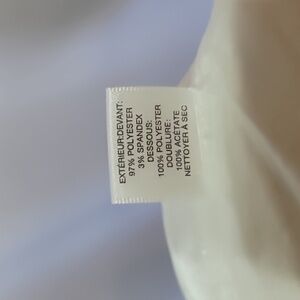 EXTÉRIEUR:DEVANT:
97% POLYESTER
3% SPANDEX
DESSOUS:
100% POLYESTER
DOUBLURE:
100% ACÉTATE
NETTOYER À SEC